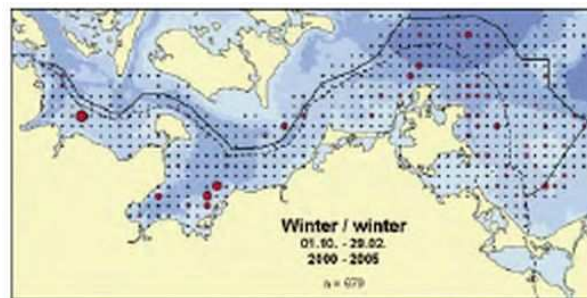 Winter / winter
01.10. - 29.02.
2000 - 2005
n = 679